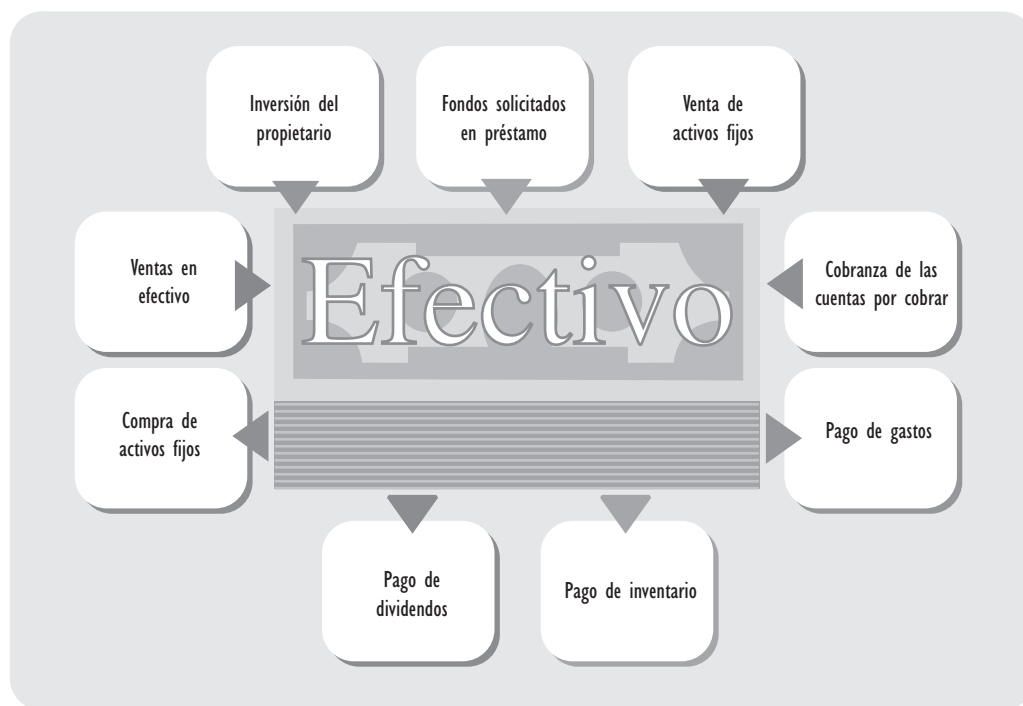 Inversión del
propietario
Fondos solicitados
en préstamo
Venta de
activos fijos
Ventas en
efectivo
Efectivo
Cobranza de las
cuentas por cobrar
Compra de
activos fijos
Pago de gastos
Pago de
dividendos
Pago de inventario